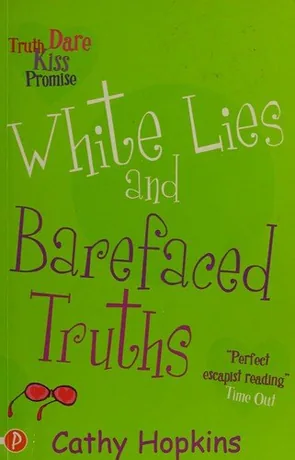 Truth Dare
Kiss
Promise
White Lies
and
Barefaced
Truths
"Perfect
escapist reading"
Time Out
P
Cathy Hopkins